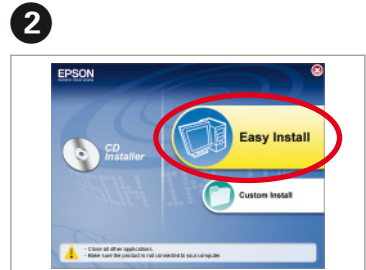 2
EPSON
Easy Install
CD
Installer
Custom Install
- Close all other applications.
- Make sure the product is not connected to your computer.